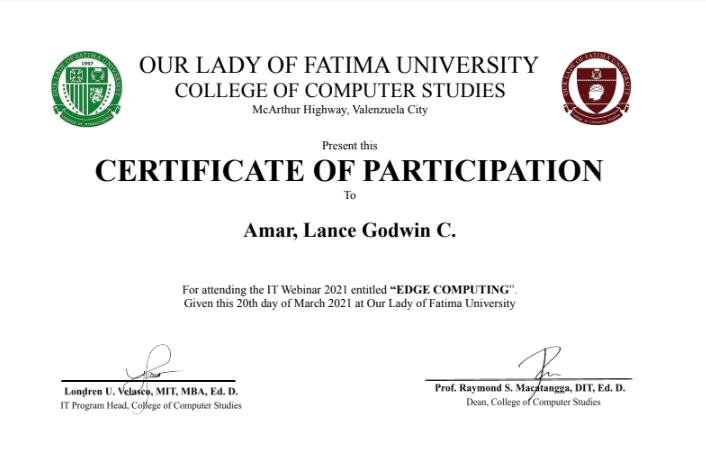 OUR LADY OF FATIMA UNIVERSITY
COLLEGE OF COMPUTER STUDIES
McArthur Highway, Valenzuela City
1967
Present this
CERTIFICATE OF PARTICIPATION
To
Amar, Lance Godwin C.
For attending the IT Webinar 2021 entitled “EDGE COMPUTING”.
Given this 20th day of March 2021 at Our Lady of Fatima University
Londren U. Velasco, MIT, MBA, Ed. D.
IT Program Head, College of Computer Studies
Prof. Raymond S. Macatangga, DIT, Ed. D.
Dean, College of Computer Studies